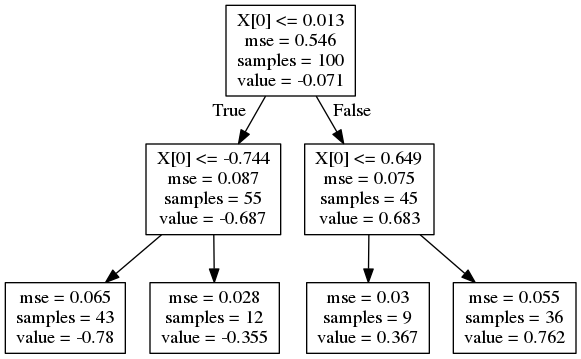 X[0] <= 0.013
mse = 0.546
samples = 100
value = -0.071
True
False
X[0] <= -0.744
mse = 0.087
samples = 55
value = -0.687
X[0] <= 0.649
mse = 0.075
samples = 45
value = 0.683
mse = 0.065
samples = 43
value = -0.78
mse = 0.028
samples = 12
value = -0.355
mse = 0.03
samples = 9
value = 0.367
mse = 0.055
samples = 36
value = 0.762